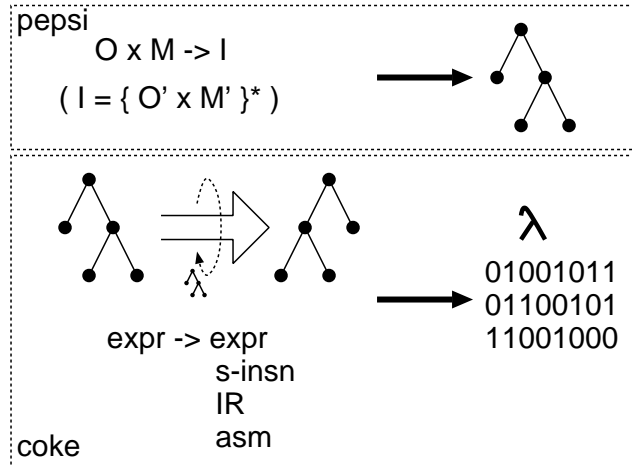 pepsi
O x M -> I
( I = { O' x M' }* )
λ
01001011
01100101
11001000
expr -> expr
s-insn
IR
asm
coke